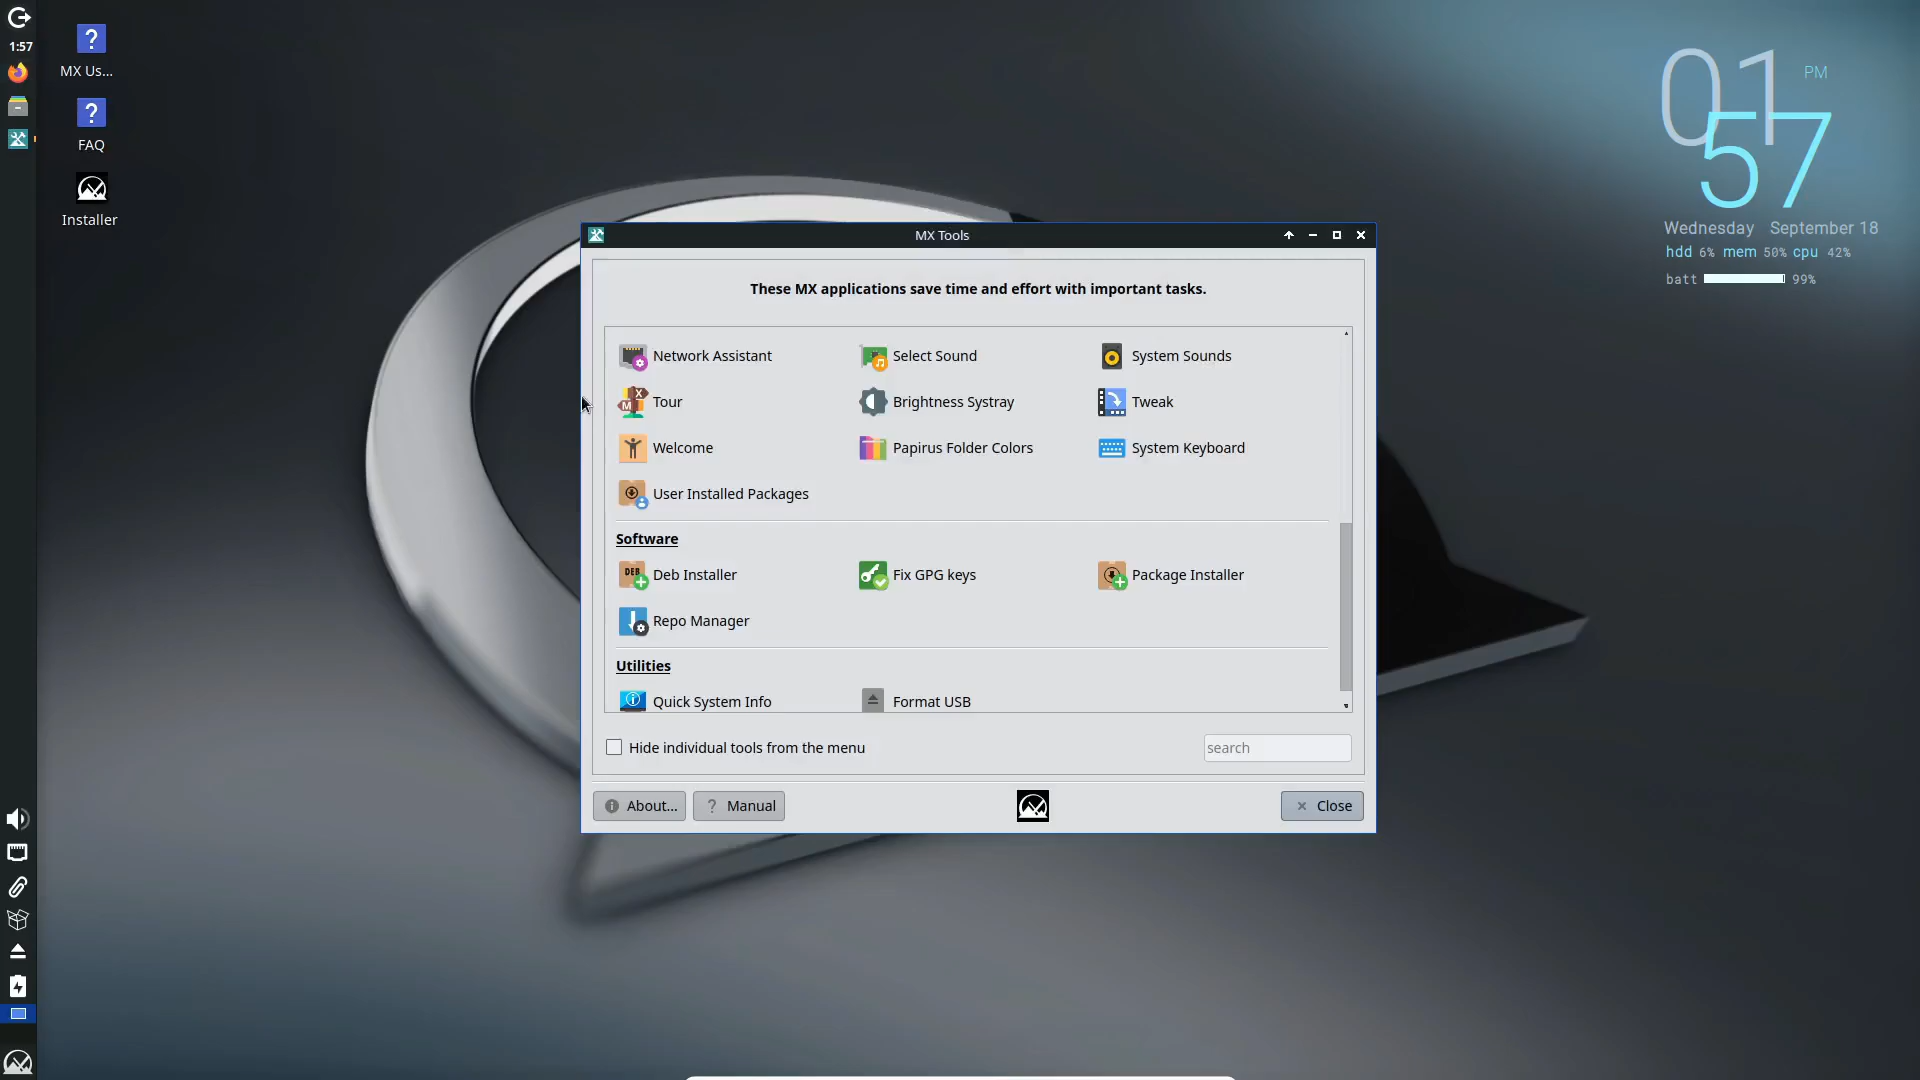 1:57
MX Us...
FAQ
Installer
01 PM
57
Wednesday September 18
hdd 6% mem 50% cpu 42%
batt 99%
MX Tools
These MX applications save time and effort with important tasks.
Network Assistant Select Sound System Sounds
Tour Brightness Systray Tweak
Welcome Papirus Folder Colors System Keyboard
User Installed Packages
Software
Deb Installer Fix GPG keys Package Installer
Repo Manager
Utilities
Quick System Info Format USB
Hide individual tools from the menu search
About... Manual Close